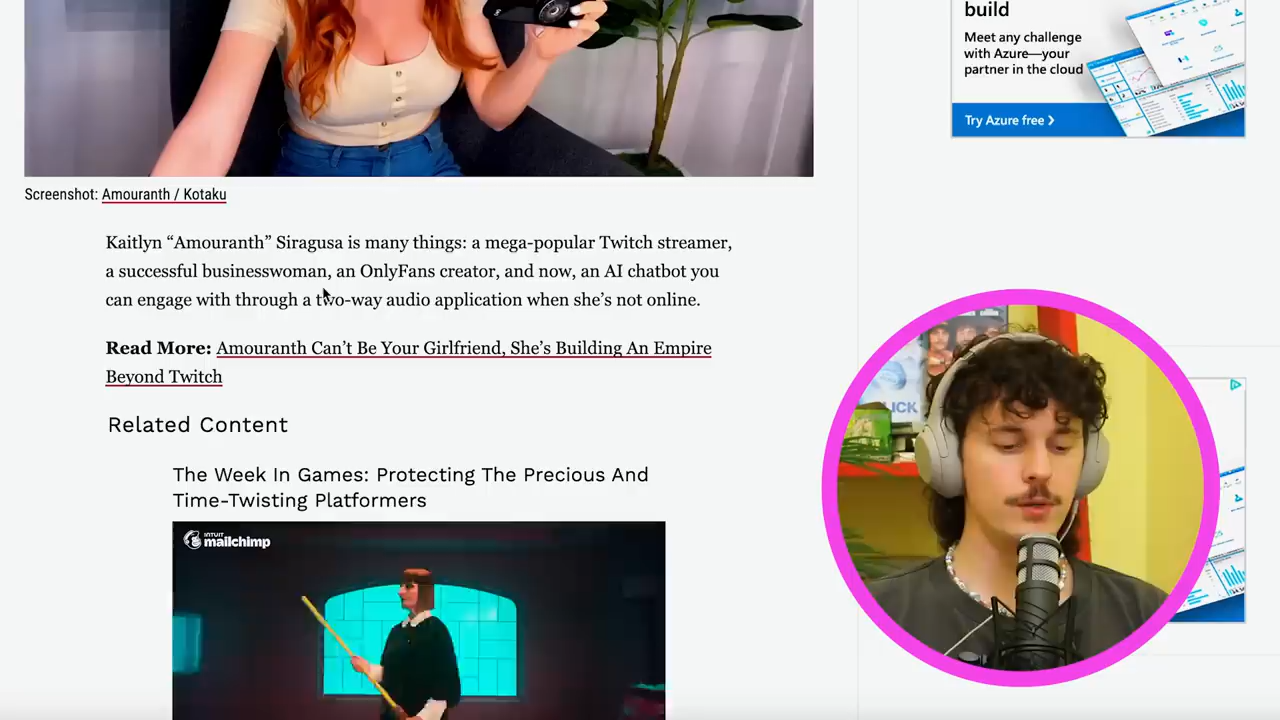 build
Meet any challenge
with Azure—your
partner in the cloud
Try Azure free ❯
Screenshot: Amouranth / Kotaku
Kaitlyn “Amouranth” Siragusa is many things: a mega-popular Twitch streamer,
a successful businesswoman, an OnlyFans creator, and now, an AI chatbot you
can engage with through a two-way audio application when she’s not online.
Read More: Amouranth Can’t Be Your Girlfriend, She’s Building An Empire
Beyond Twitch
Related Content
The Week In Games: Protecting The Precious And
Time-Twisting Platformers
INTUIT
mailchimp
LICK